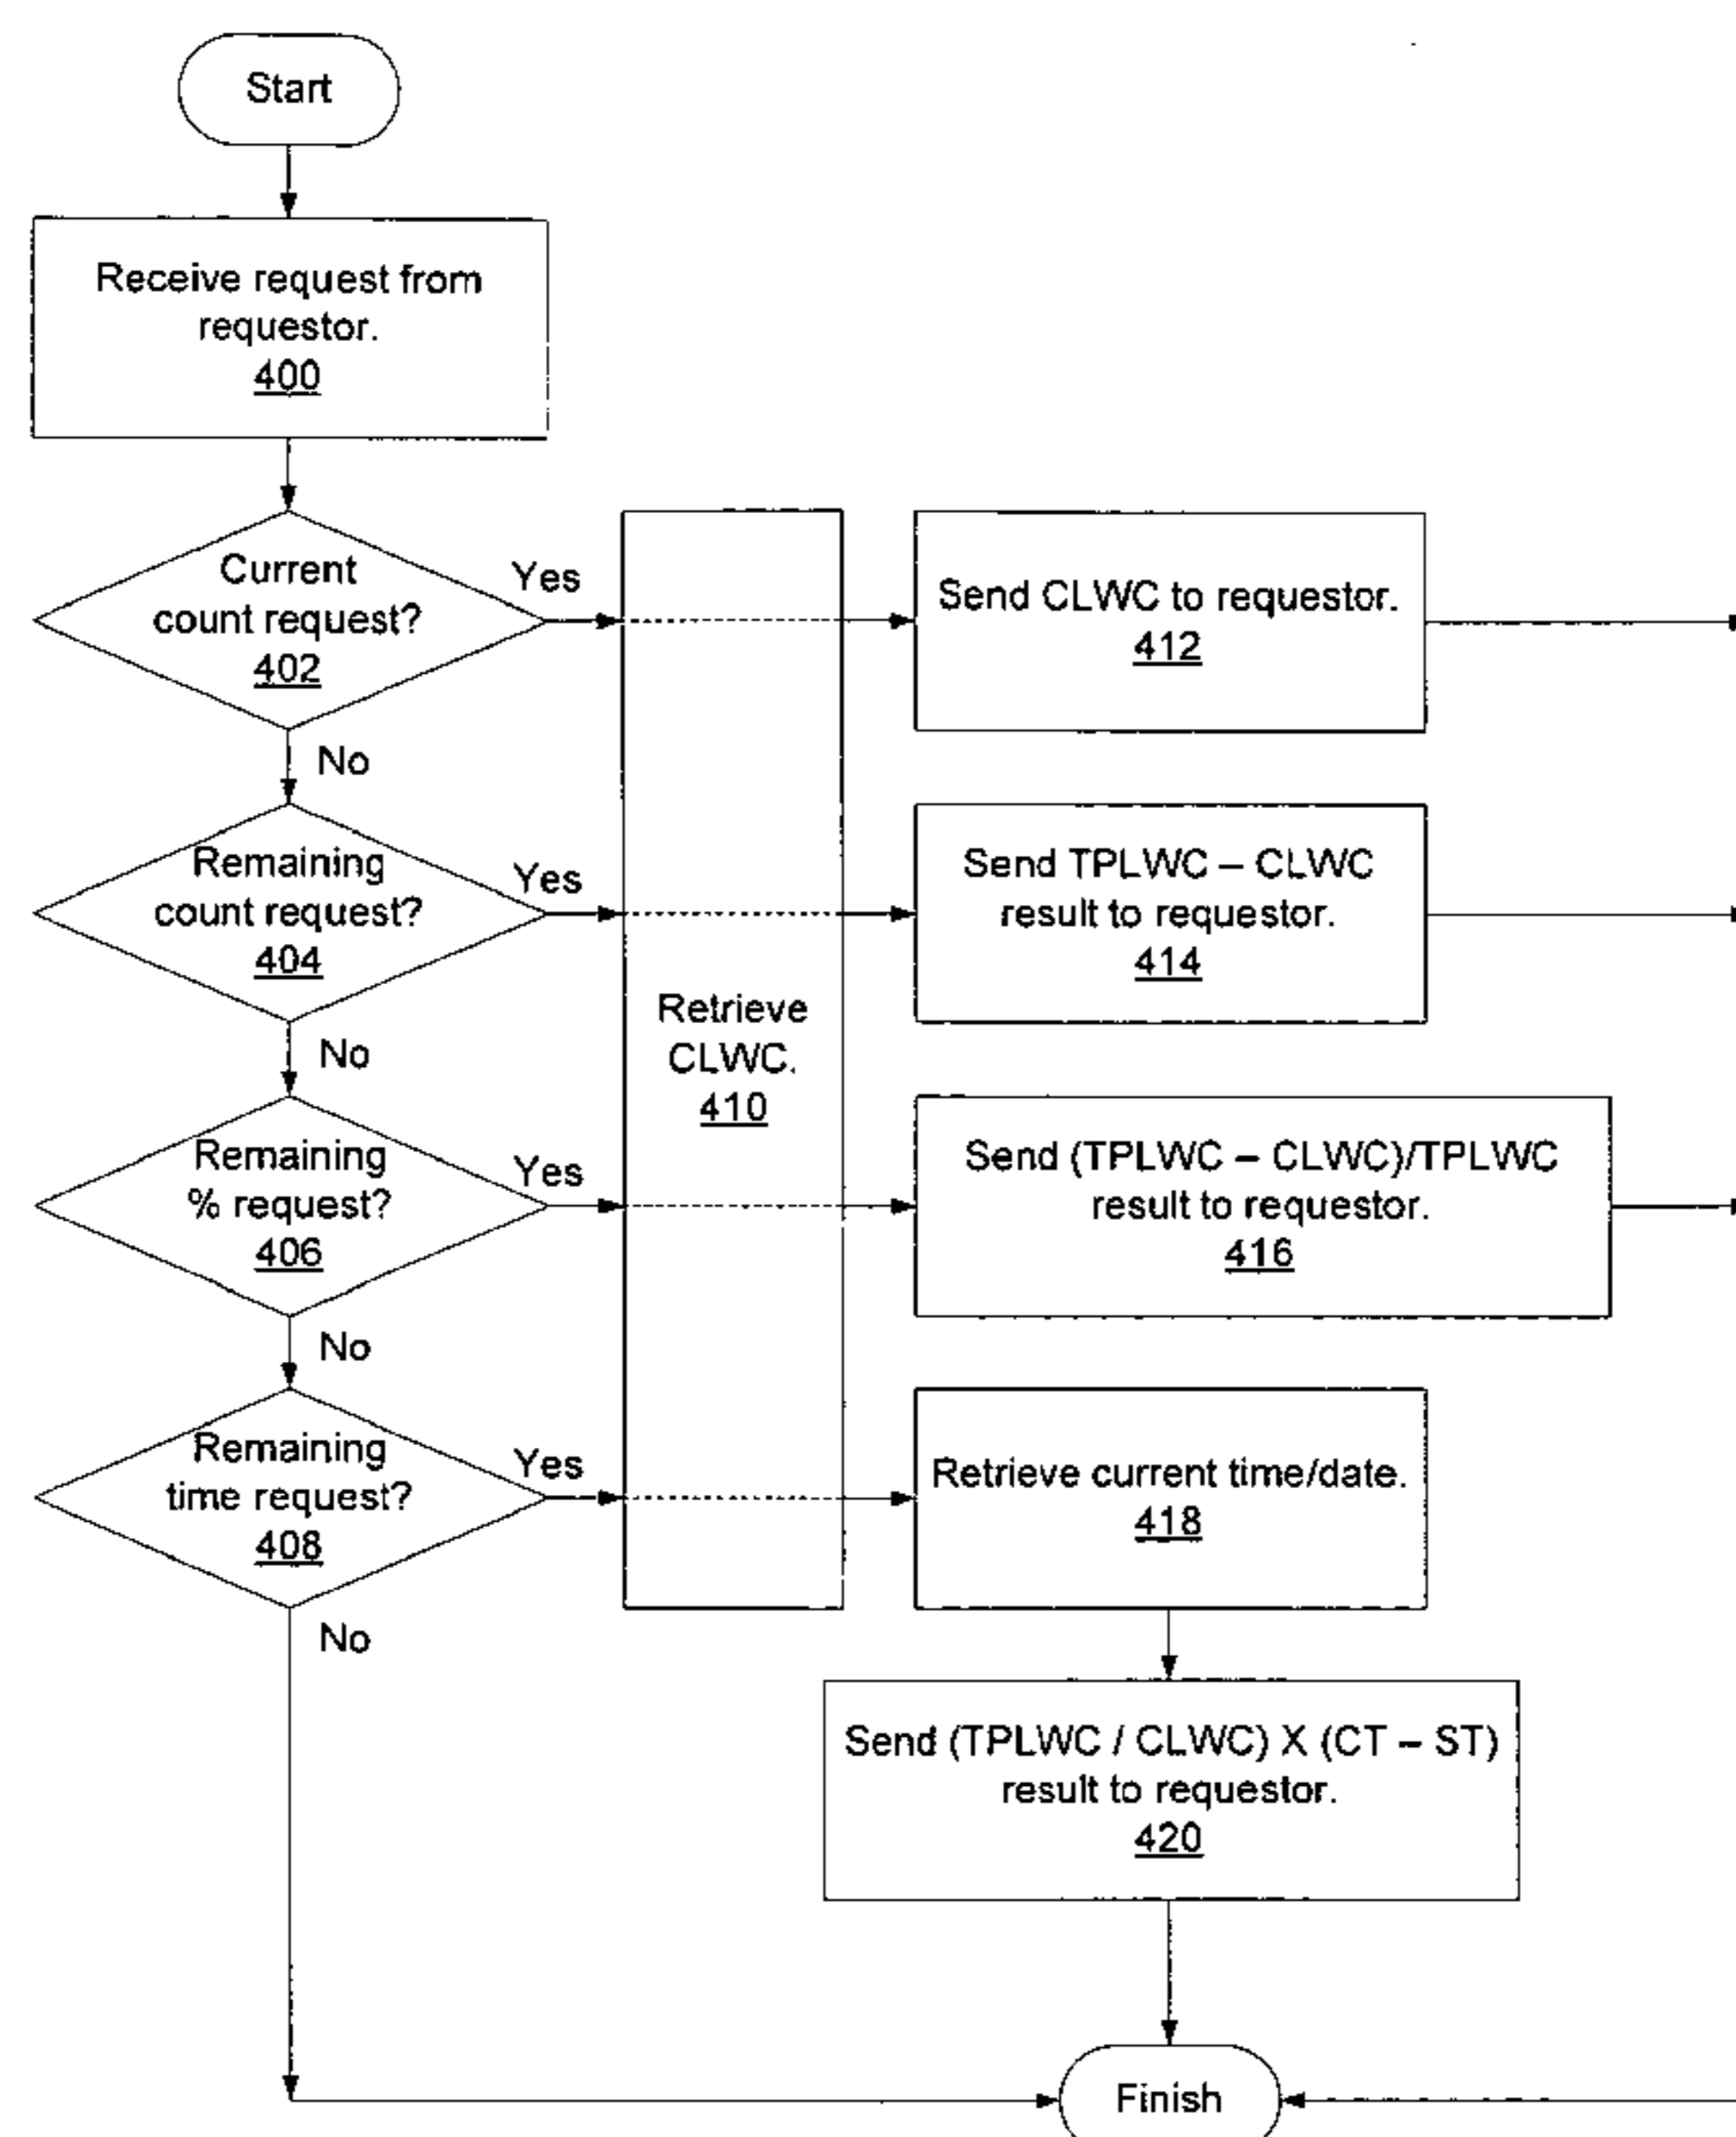 Start
Receive request from
requestor.
400
Current
count request?
402
Yes
No
Send CLWC to requestor.
412
Remaining
count request?
404
Yes
No
Send TPLWC – CLWC
result to requestor.
414
Retrieve
CLWC.
410
Remaining
% request?
406
Yes
No
Send (TPLWC – CLWC)/TPLWC
result to requestor.
416
Remaining
time request?
408
Yes
No
Retrieve current time/date.
418
Send (TPLWC / CLWC) X (CT – ST)
result to requestor.
420
Finish